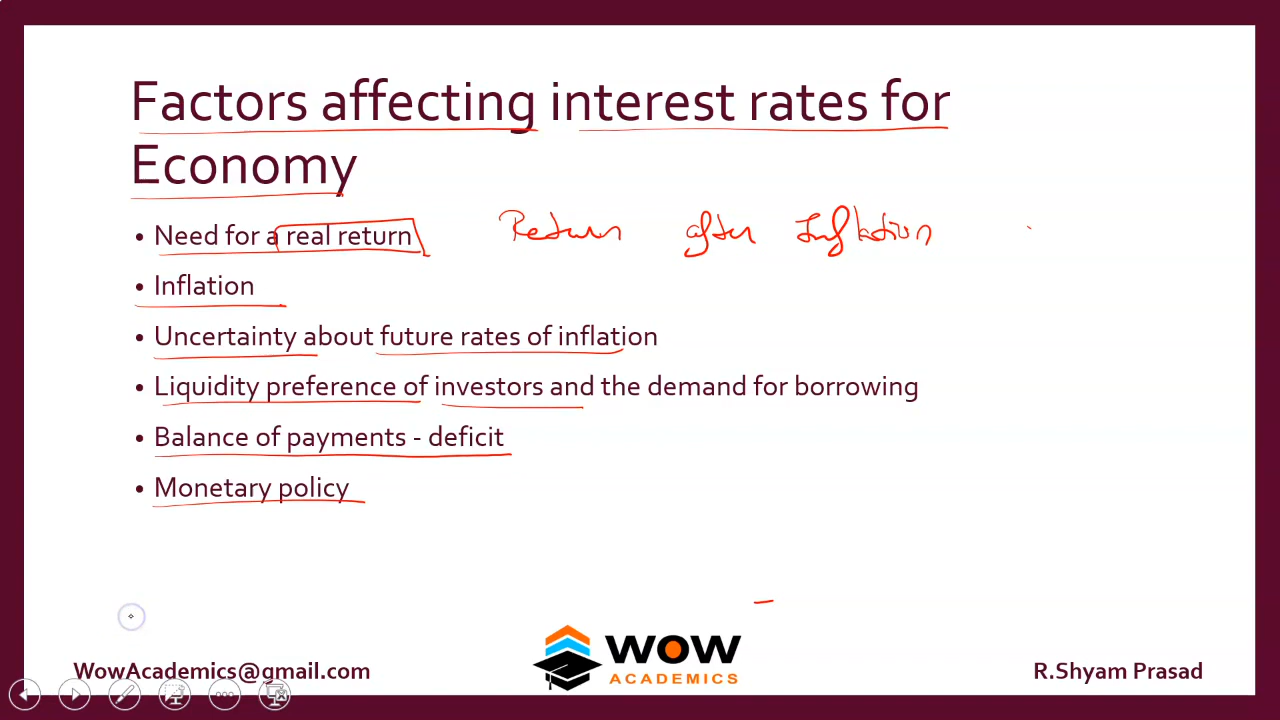 Factors affecting interest rates for
Economy
• Need for a real return
Return after Inflation
• Inflation
• Uncertainty about future rates of inflation
• Liquidity preference of investors and the demand for borrowing
• Balance of payments - deficit
• Monetary policy
WOW
ACADEMICS
WowAcademics@gmail.com
R.Shyam Prasad